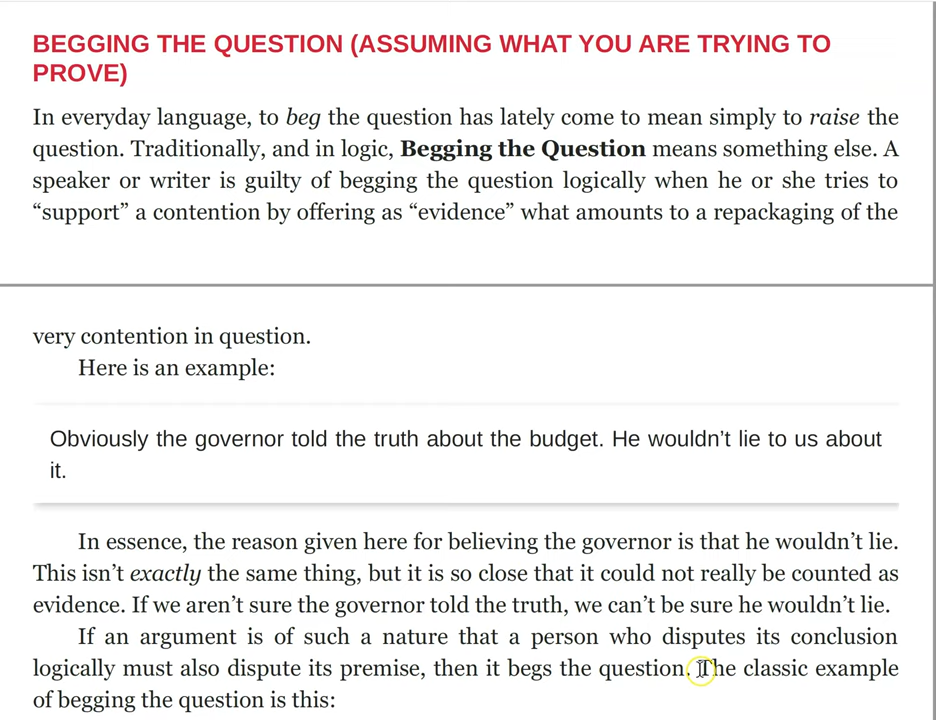 BEGGING THE QUESTION (ASSUMING WHAT YOU ARE TRYING TO
PROVE)
In everyday language, to beg the question has lately come to mean simply to raise the
question. Traditionally, and in logic, Begging the Question means something else. A
speaker or writer is guilty of begging the question logically when he or she tries to
“support” a contention by offering as “evidence” what amounts to a repackaging of the
very contention in question.
Here is an example:
Obviously the governor told the truth about the budget. He wouldn’t lie to us about
it.
In essence, the reason given here for believing the governor is that he wouldn’t lie.
This isn’t exactly the same thing, but it is so close that it could not really be counted as
evidence. If we aren’t sure the governor told the truth, we can’t be sure he wouldn’t lie.
If an argument is of such a nature that a person who disputes its conclusion
logically must also dispute its premise, then it begs the question. The classic example
of begging the question is this: